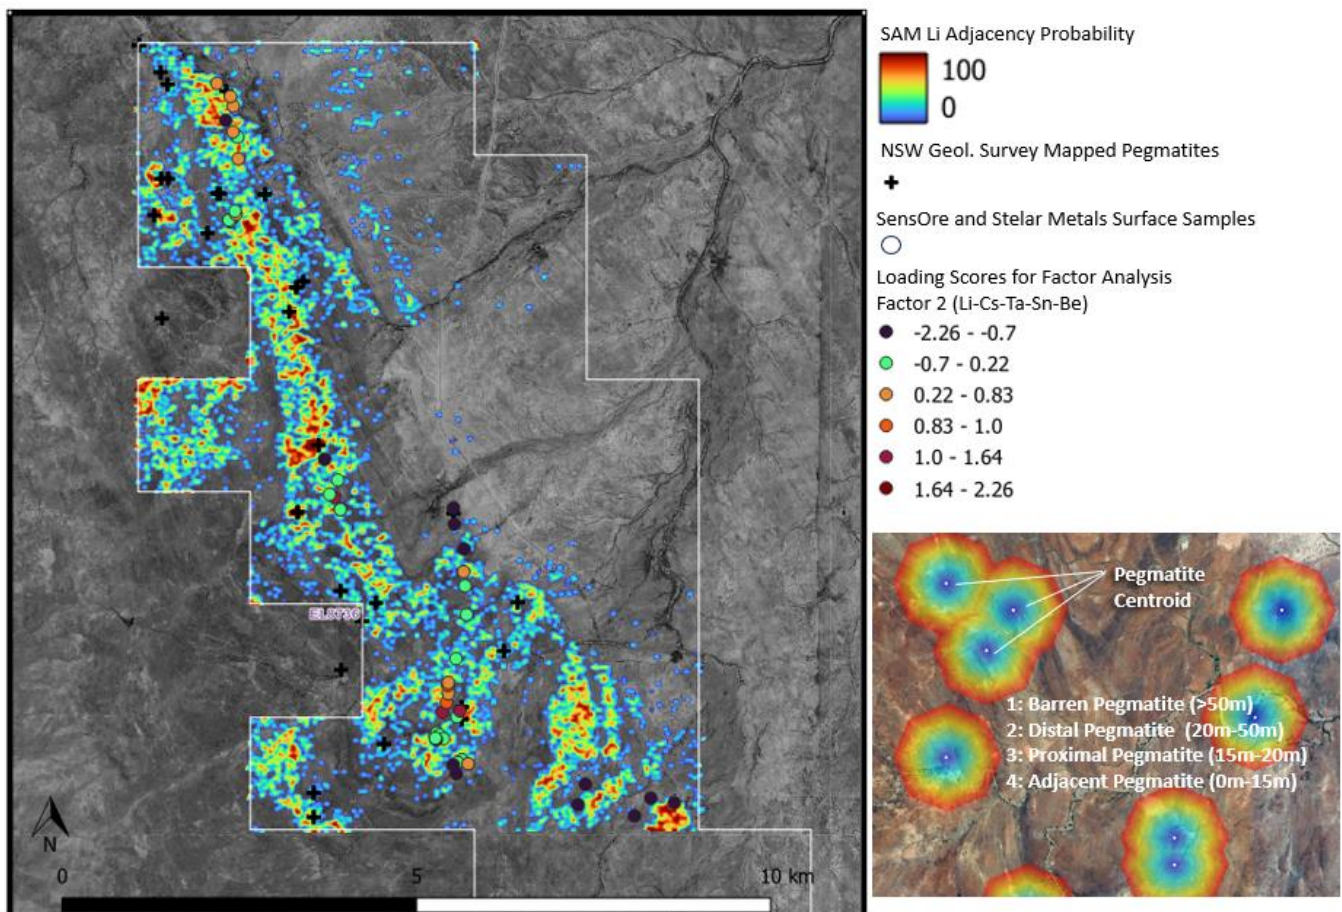 SAM Li Adjacency Probability
100
0
NSW Geol. Survey Mapped Pegmatites
SensOre and Stelar Metals Surface Samples
Loading Scores for Factor Analysis
Factor 2 (Li-Cs-Ta-Sn-Be)
-2.26 - -0.7
-0.7 - 0.22
0.22 - 0.83
0.83 - 1.0
1.0 - 1.64
1.64 - 2.26
EL8736
N
0 5 10 km
Pegmatite
Centroid
1: Barren Pegmatite (>50m)
2: Distal Pegmatite (20m-50m)
3: Proximal Pegmatite (15m-20m)
4: Adjacent Pegmatite (0m-15m)